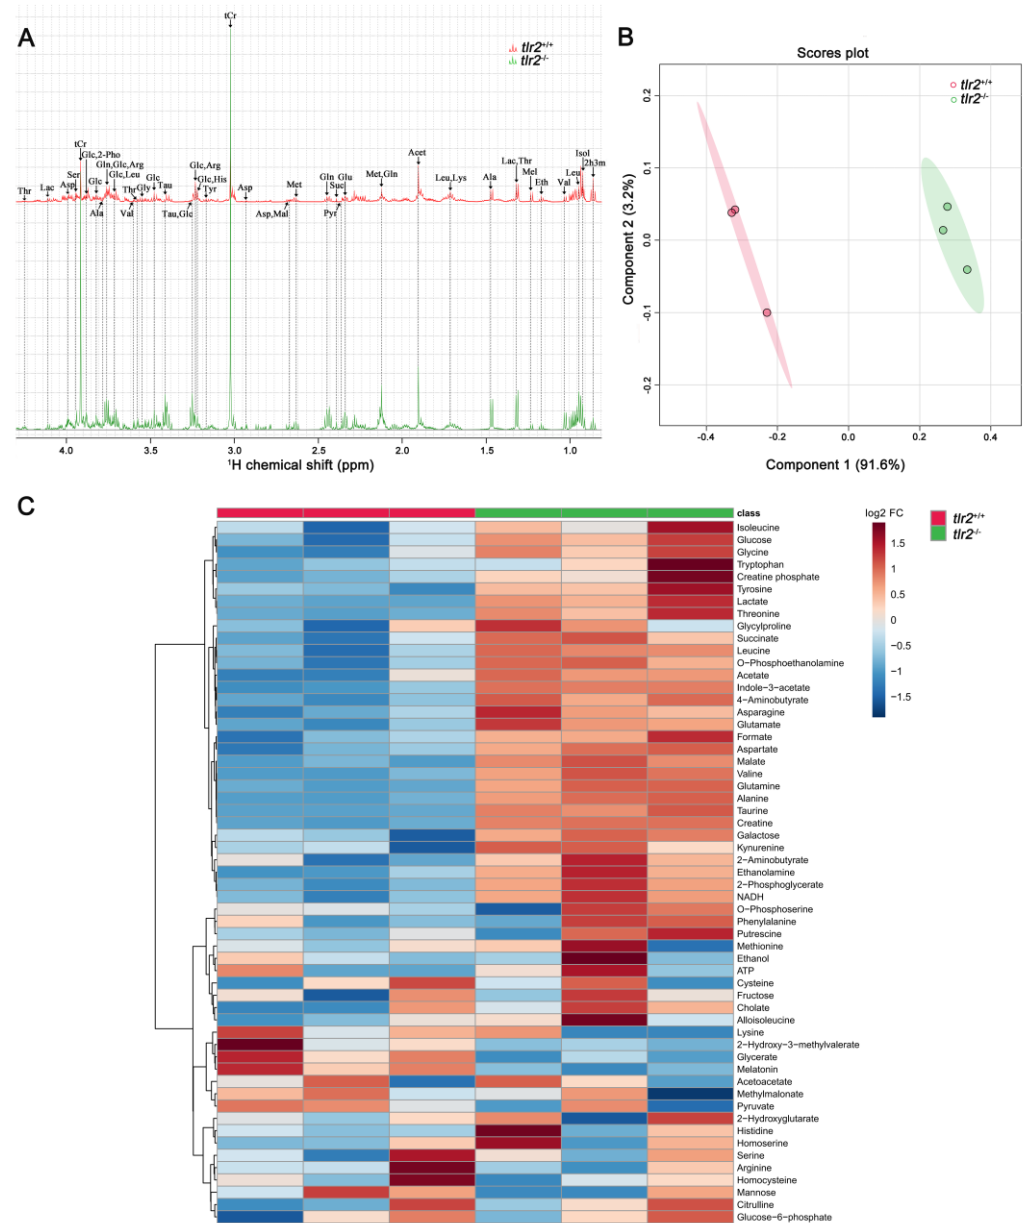 A
tCr
tlr2+/+
tlr2-/-
tCr
Glc,2-Pho
Gln,Glc,Arg
Ser
Asp
Glc
Glc,Leu
Thr
Lac
Thr
Gly
Glc
Tau
Glc,Arg
Glc,His
Tyr
Asp
Met
Gln
Suc
Glu
Met,Gln
Acet
Leu,Lys
Ala
Lac,Thr
Mel
Eth
Val
Leu
Isol
2h3m
Ala
Val
Tau,Glc
Asp,Mal
Pyr
4.0 3.5 3.0 2.5 2.0 1.5 1.0
1H chemical shift (ppm)
B
Scores plot
tlr2+/+
tlr2-/-
Component 2 (3.2%)
0.2
0.1
0.0
-0.1
-0.2
-0.4 -0.2 0.0 0.2 0.4
Component 1 (91.6%)
C
class
Isoleucine
Glucose
Glycine
Tryptophan
Creatine phosphate
Tyrosine
Lactate
Threonine
Glycylproline
Succinate
Leucine
O−Phosphoethanolamine
Acetate
Indole−3−acetate
4−Aminobutyrate
Asparagine
Glutamate
Formate
Aspartate
Malate
Valine
Glutamine
Alanine
Taurine
Creatine
Galactose
Kynurenine
2−Aminobutyrate
Ethanolamine
2−Phosphoglycerate
NADH
O−Phosphoserine
Phenylalanine
Putrescine
Methionine
Ethanol
ATP
Cysteine
Fructose
Cholate
Alloisoleucine
Lysine
2−Hydroxy−3−methylvalerate
Glycerate
Melatonin
Acetoacetate
Methylmalonate
Pyruvate
2−Hydroxyglutarate
Histidine
Homoserine
Serine
Arginine
Homocysteine
Mannose
Citrulline
Glucose−6−phosphate
log2 FC
1.5
1
0.5
0
−0.5
−1
−1.5
tlr2+/+
tlr2-/-